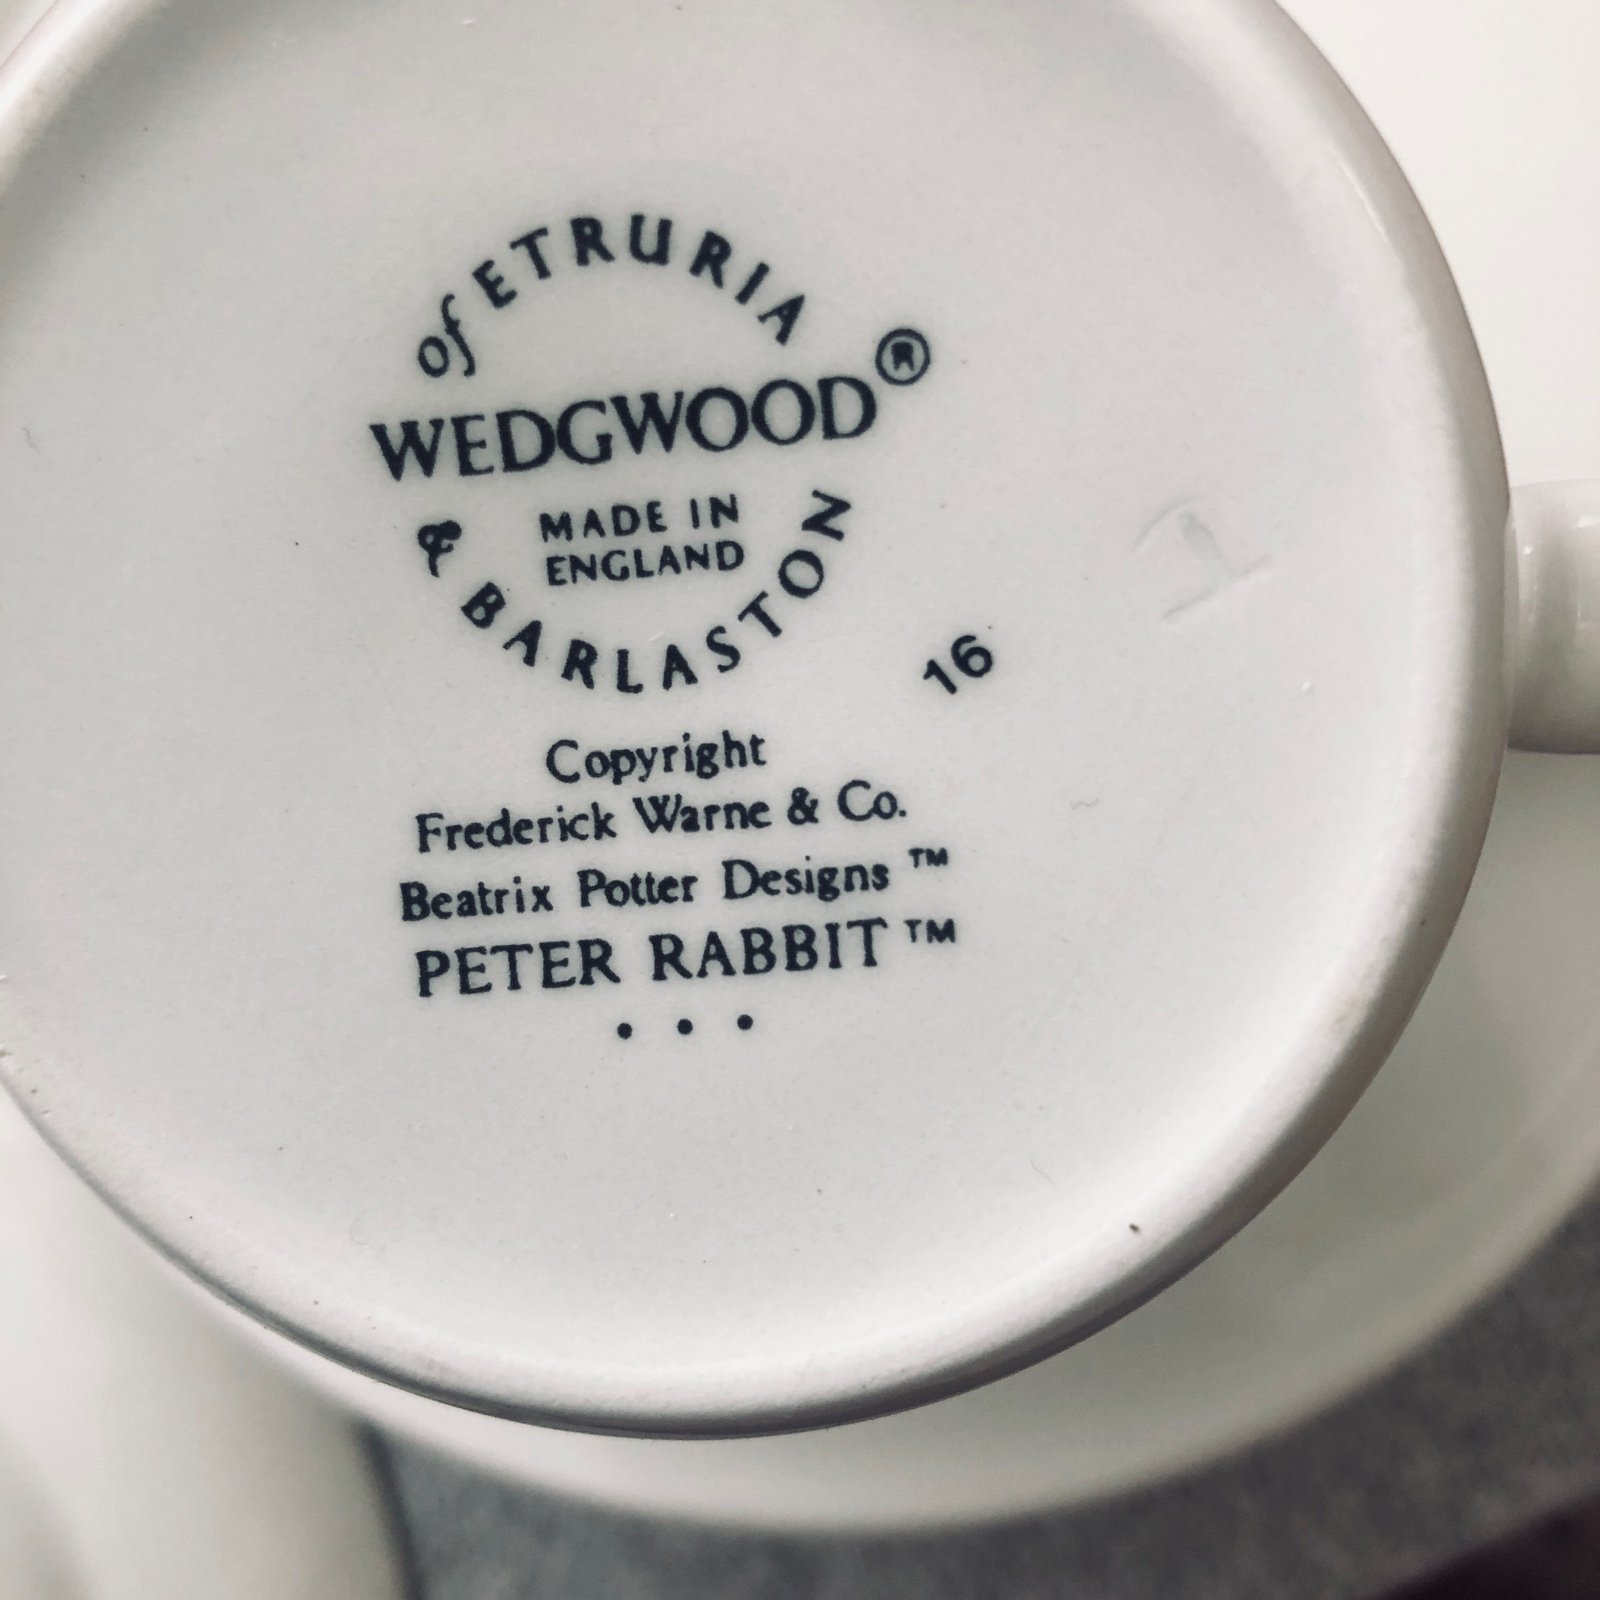 of ETRURIA
WEDGWOOD®
MADE IN
ENGLAND
& BARLASTON
16
Copyright
Frederick Warne & Co.
Beatrix Potter Designs ™
PETER RABBIT ™
• • •